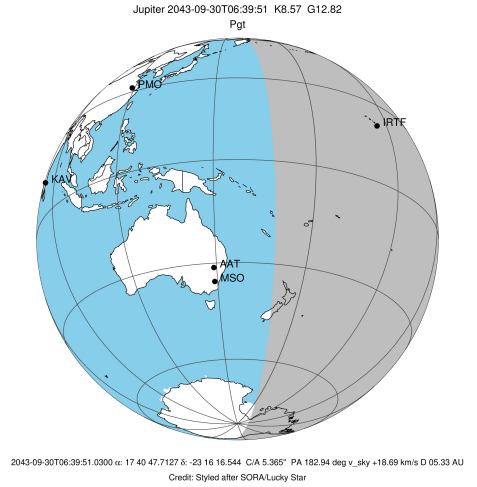 Jupiter 2043-09-30T06:39:51  K8.57  G12.82
Pgt
PMO
IRTF
KAV
AAT
MSO
2043-09-30T06:39:51.0300 α: 17 40 47.7127 δ: -23 16 16.544  C/A 5.365"  PA 182.94 deg v_sky +18.69 km/s D 05.33 AU
Credit: Styled after SORA/Lucky Star